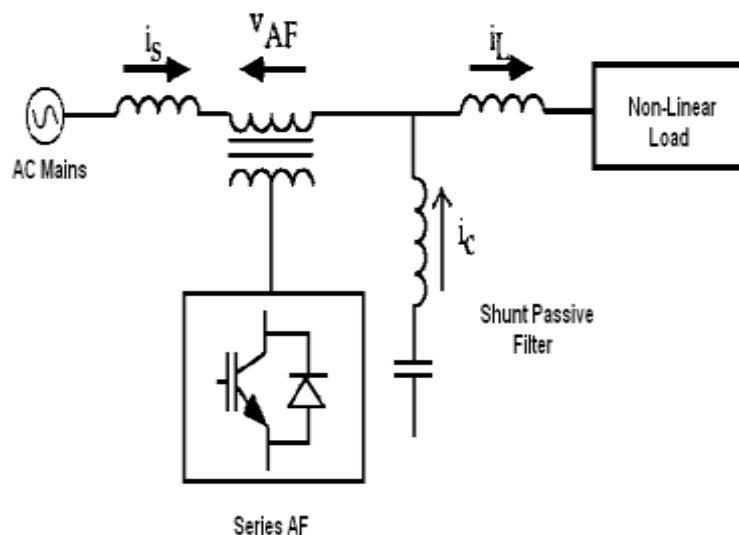 is
vAF
iL
Non-Linear
Load
AC Mains
ic
Shunt Passive
Filter
Series AF